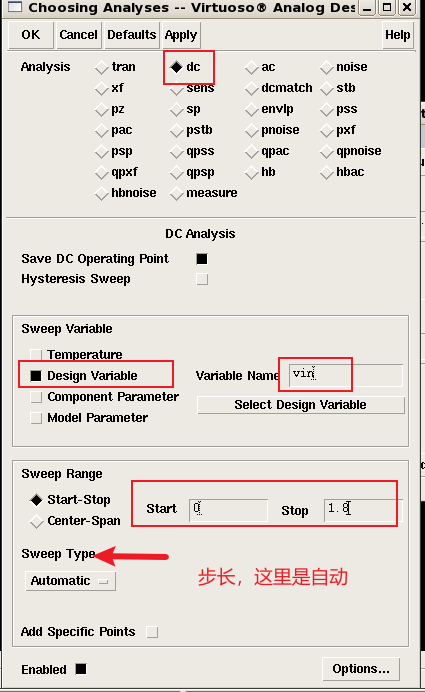 Choosing Analyses -- Virtuoso® Analog Des
OK Cancel Defaults Apply Help
Analysis tran dc ac noise
xf sens dcmatch stb
pz sp envlp pss
pac pstb pnoise pxf
psp qpss qpac qpnoise
qpxf qpsp hb hbac
hbnoise measure
DC Analysis
Save DC Operating Point
Hysteresis Sweep
Sweep Variable
Temperature
Design Variable Variable Name vin
Component Parameter Select Design Variable
Model Parameter
Sweep Range
Start-Stop Start 0 Stop 1.8
Center-Span
Sweep Type
Automatic 步长，这里是自动
Add Specific Points
Enabled Options...